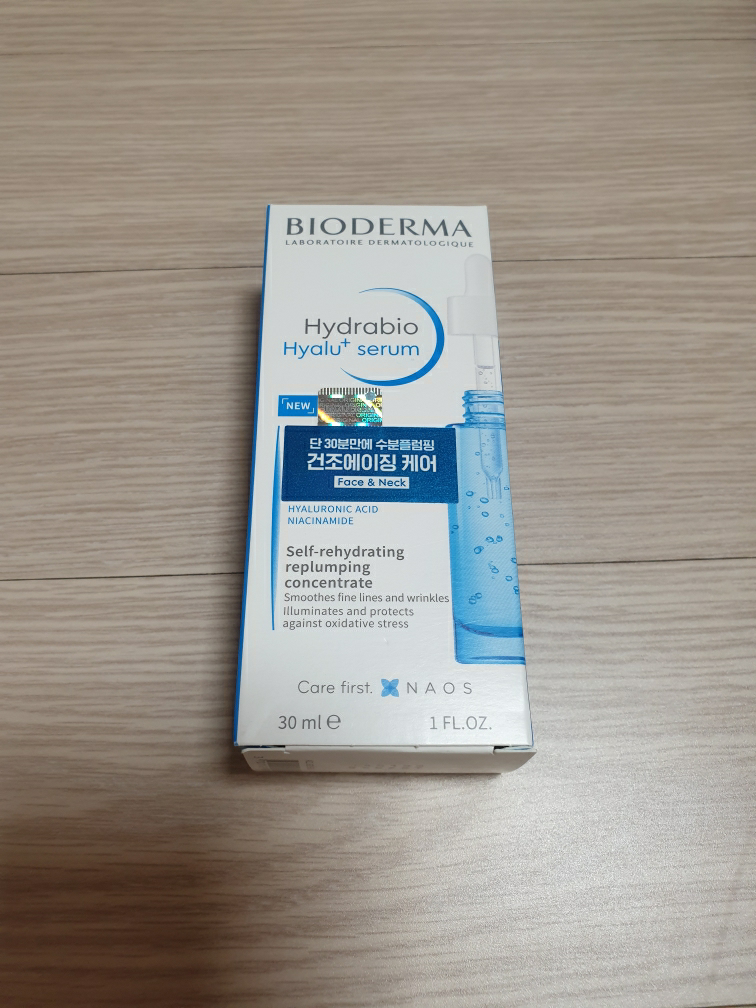 BIODERMA
LABORATOIRE DERMATOLOGIQUE
Hydrabio
Hyalu+ serum
NEW
ORIGIN
단 30분만에 수분플럼핑
건조에이징 케어
Face & Neck
HYALURONIC ACID
NIACINAMIDE
Self-rehydrating
replumping
concentrate
Smoothes fine lines and wrinkles
Illuminates and protects
against oxidative stress
Care first. NAOS
30 ml ℮ 1 FL.OZ.